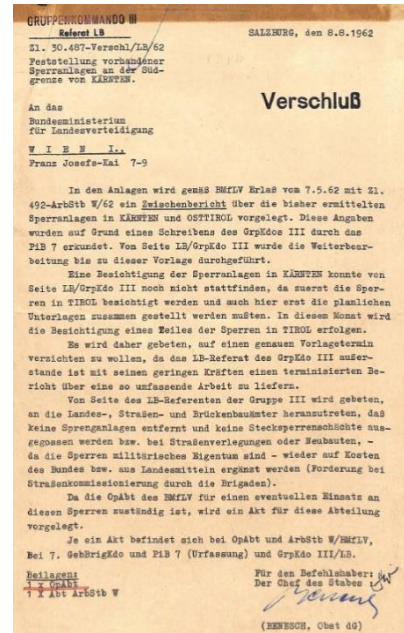 GRUPPENKOMMANDO III
Referat LB
SALZBURG, den 8.8.1962
Zl. 30.487-Verschl/LB/62
Feststellung vorhandener
Sperranlagen an der Süd-
grenze von KÄRNTEN.
Verschluß
An das
Bundesministerium
für Landesverteidigung
W I E N I.,
Franz Josefs-Kai 7-9
In den Anlagen wird gemäß BMfLV Erlaß vom 7.5.62 mit Zl.
492-ArbStb W/62 ein Zwischenbericht über die bisher ermittelten
Sperranlagen in KÄRNTEN und OSTTIROL vorgelegt. Diese Angaben
wurden auf Grund eines Schreibens des GrpKdos III durch das
PiB 7 erkundet. Von Seite LB/GrpKdo III wurde die Weiterbear-
beitung bis zu dieser Vorlage durchgeführt.
Eine Besichtigung der Sperranlagen in KÄRNTEN konnte von
Seite LB/GrpKdo III noch nicht stattfinden, da zuerst die Sper-
ren in TIROL besichtigt werden und auch hier erst die planlichen
Unterlagen zusammen gestellt werden mußten. In diesem Monat wird
die Besichtigung eines Teiles der Sperren in TIROL erfolgen.
Es wird daher gebeten, auf einen genauen Vorlagetermin
verzichten zu wollen, da das LB-Referat des GrpKdo III außer-
stande ist mit seinen geringen Kräften einen terminisierten Be-
richt über eine so umfassende Arbeit zu liefern.
Von Seite des LB-Referenten der Gruppe III wird gebeten,
an die Landes-, Straßen- und Brückenbauämter heranzutreten, daß
keine Sprenganlagen entfernt und keine Stecksperrenschächte aus-
gegossen werden bzw. bei Straßenverlegungen oder Neubauten, -
da die Sperren militärisches Eigentum sind - wieder auf Kosten
des Bundes bzw. aus Landesmitteln ergänzt werden (Forderung bei
Straßenkommissionierung durch die Brigaden).
Da die OpAbt des BMfLV für einen eventuellen Einsatz an
diesen Sperren zuständig ist, wird ein Akt für diese Abteilung
vorgelegt.
Je ein Akt befindet sich bei OpAbt und ArbStb W/BMfLV,
Bei 7. GebBrigKdo und PiB 7 (Urfassung) und GrpKdo III/LB.
Beilagen:
1 x OpAbt
1 x Abt ArbStb W
Für den Befehlshaber:
Der Chef des Stabes
(BENESCH, Obst dG)